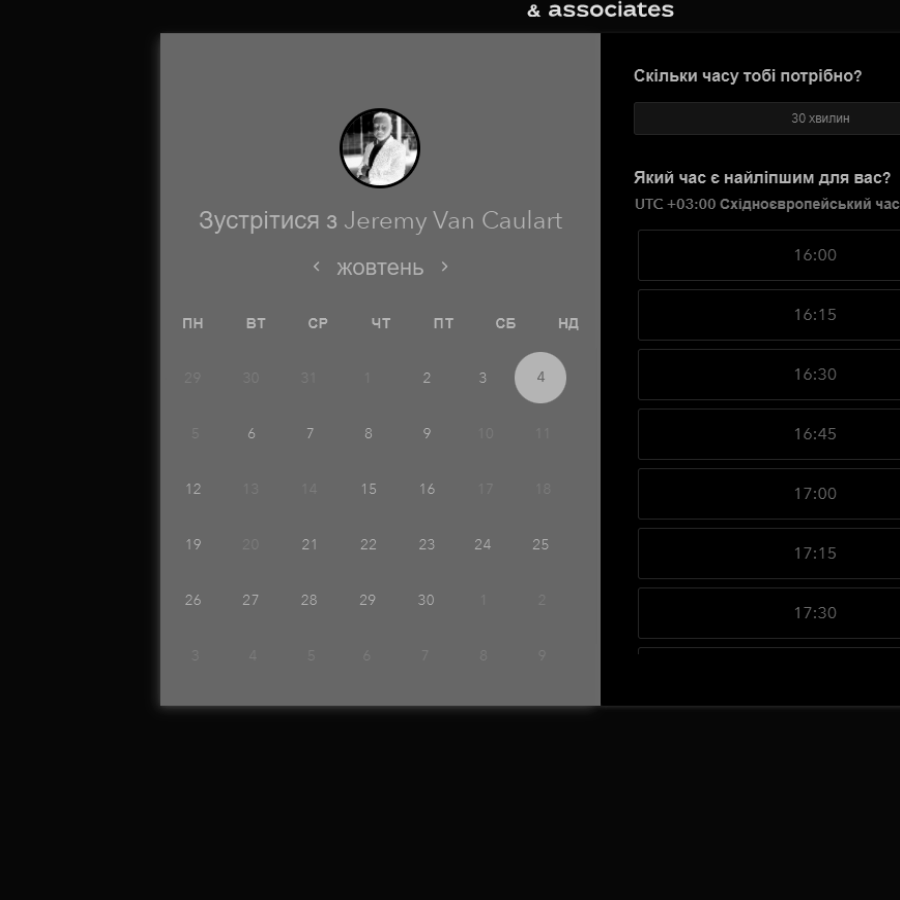 & associates
Зустрітися з Jeremy Van Caulart
жовтень
ПН ВТ СР ЧТ ПТ СБ НД
29 30 31 1 2 3 4
5 6 7 8 9 10 11
12 13 14 15 16 17 18
19 20 21 22 23 24 25
26 27 28 29 30 1 2
3 4 5 6 7 8 9
Скільки часу тобі потрібно?
30 хвилин
Який час є найліпшим для вас?
UTC +03:00 Східноєвропейський час
16:00
16:15
16:30
16:45
17:00
17:15
17:30